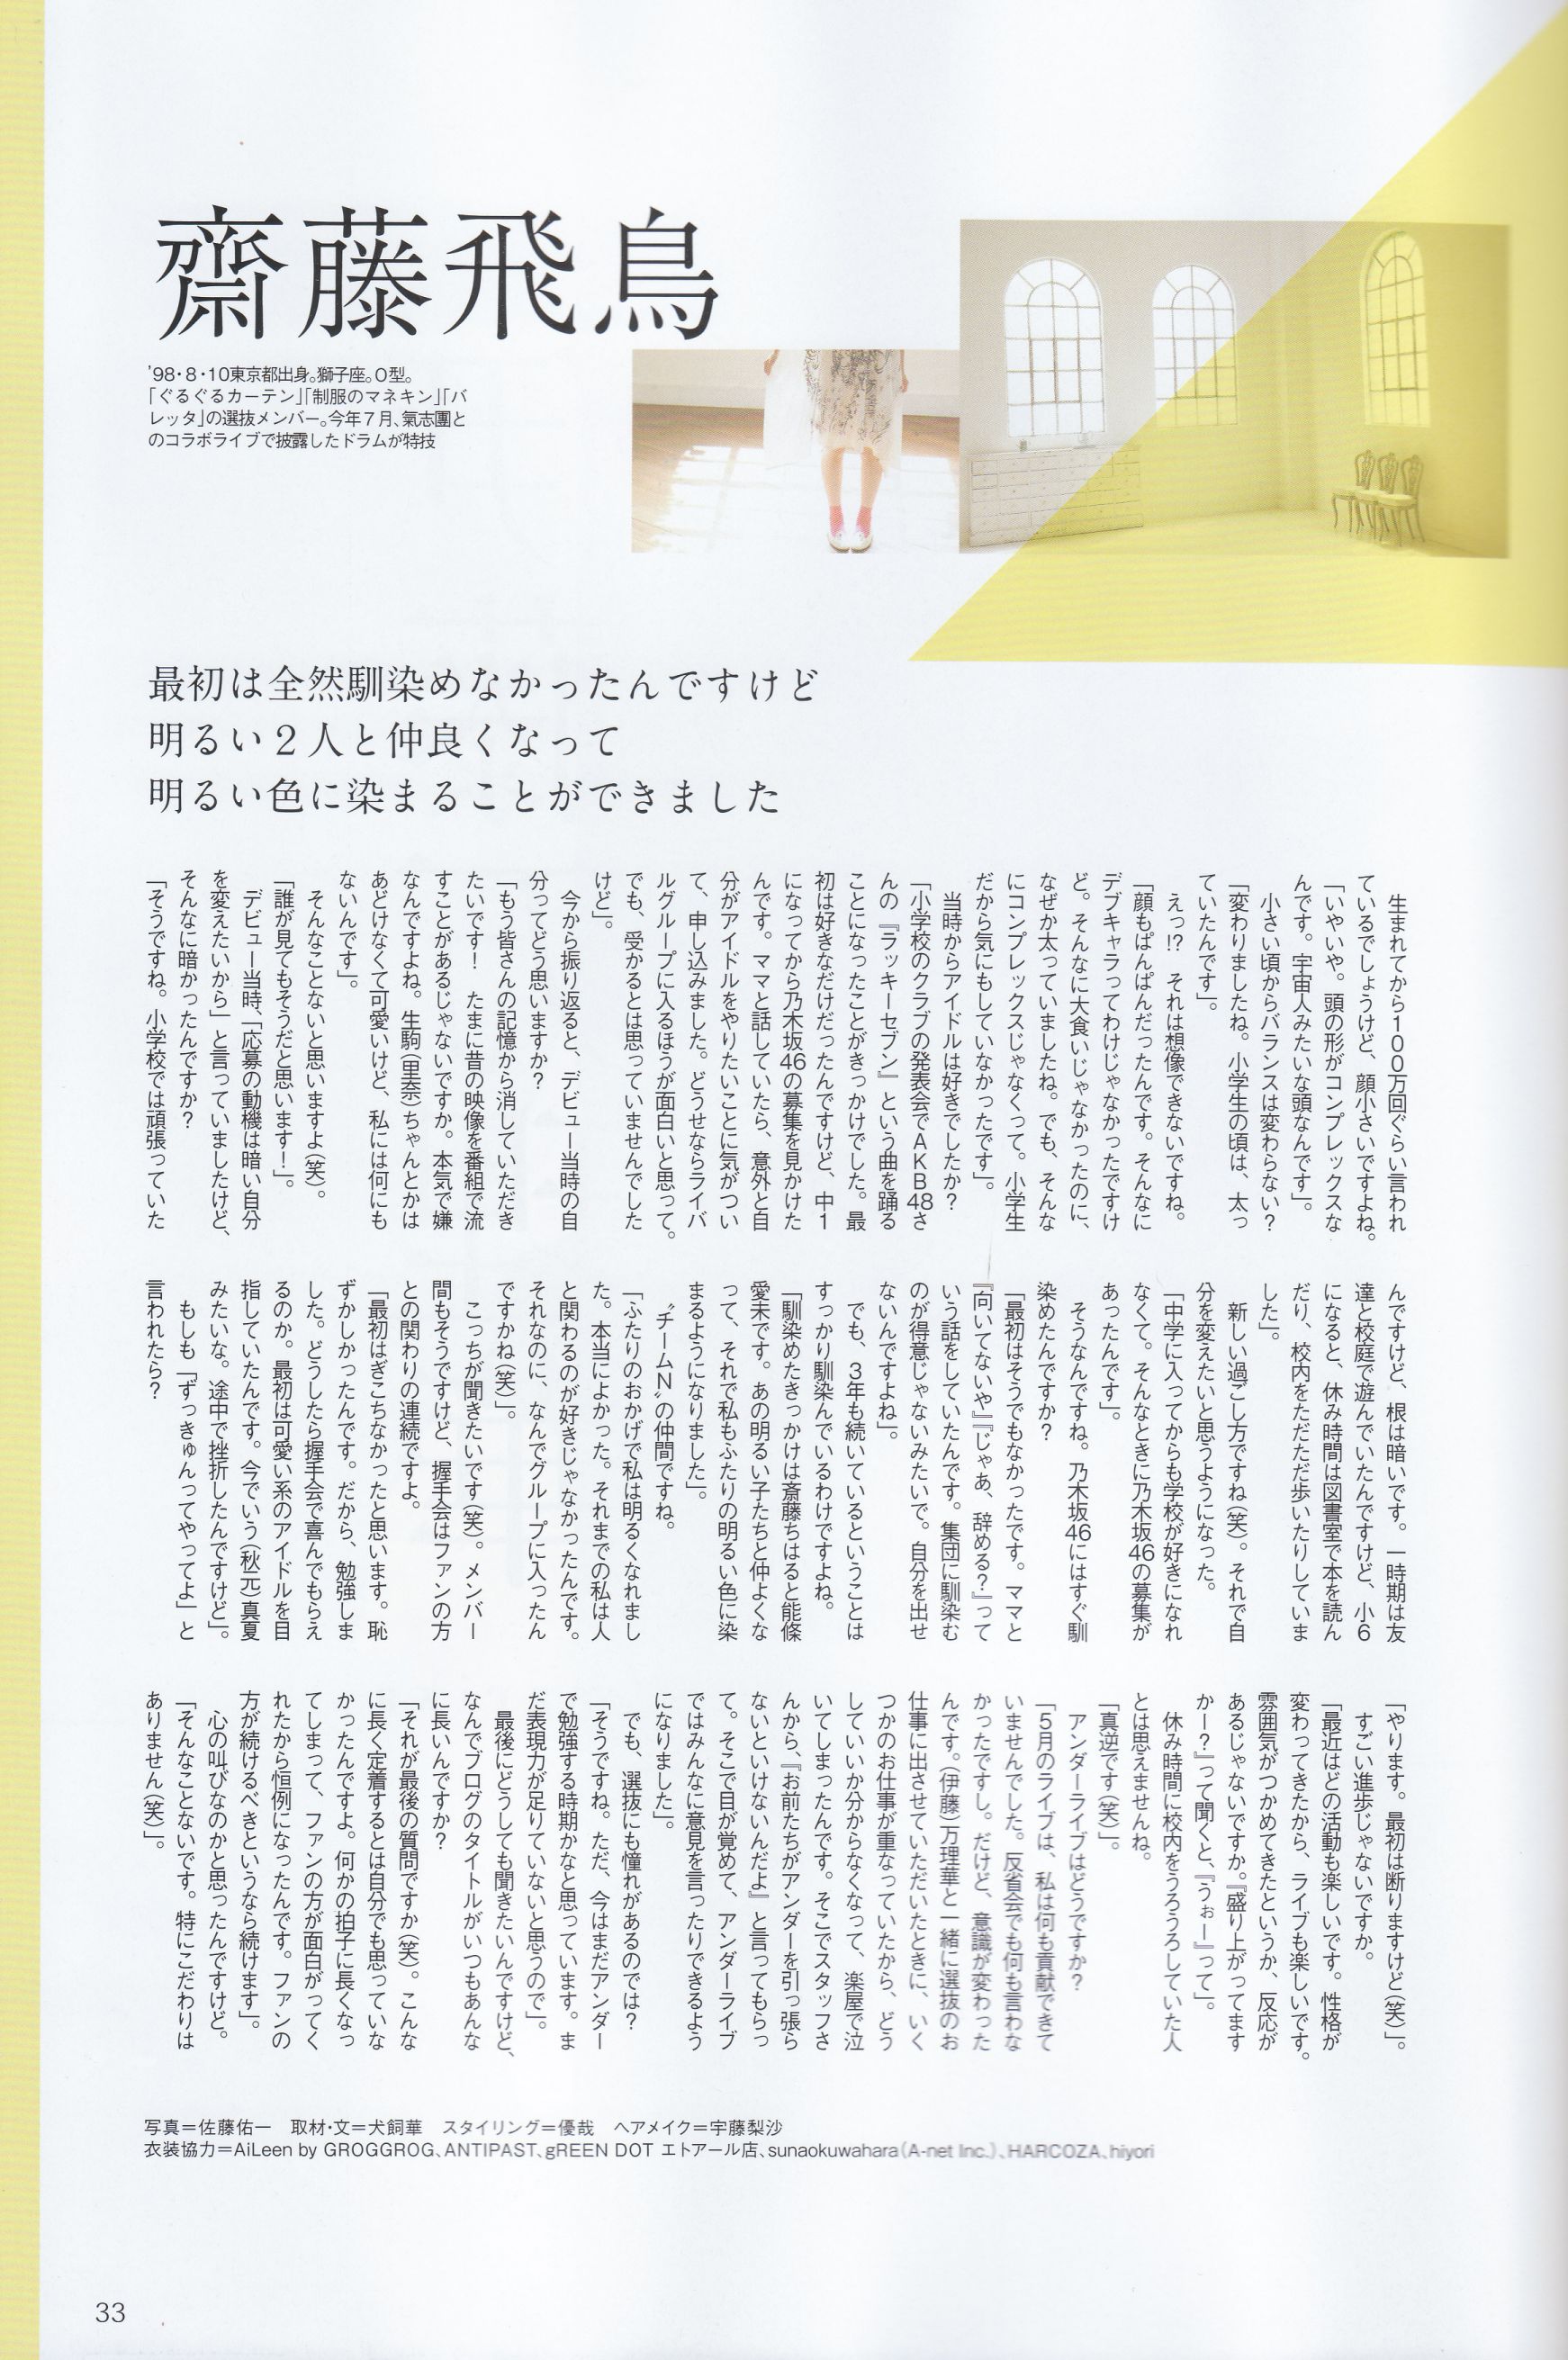 齋藤飛鳥
’98・8・10東京都出身。獅子座。O型。
「ぐるぐるカーテン」「制服のマネキン」「バ
レッタ」の選抜メンバー。今年7月、氣志團と
のコラボライブで披露したドラムが特技
最初は全然馴染めなかったんですけど
明るい2人と仲良くなって
明るい色に染まることができました
生まれてから100万回ぐらい言われ
ているでしょうけど、顔小さいですよね。
「いやいや。頭の形がコンプレックスな
んです。宇宙人みたいな頭なんです」。
小さい頃からバランスは変わらない?
「変わりましたね。小学生の頃は、太っ
ていたんです」。
えっ!?　それは想像できないですね。
「顔もぱんぱんだったんです。そんなに
デブキャラってわけじゃなかったですけ
ど。そんなに大食いじゃなかったのに、
なぜか太っていましたね。でも、そんな
にコンプレックスじゃなくって。小学生
だから気にもしていなかったです」。
当時からアイドルは好きでしたか?
「小学校のクラブの発表会でAKB48さ
んの『ラッキーセブン』という曲を踊る
ことになったことがきっかけでした。最
初は好きなだけだったんですけど、中1
になってから乃木坂46の募集を見かけた
んです。ママと話していたら、意外と自
分がアイドルをやりたいことに気がつい
て、申し込みました。どうせならライバ
ルグループに入るほうが面白いと思って。
でも、受かるとは思っていませんでした
けど」。
今から振り返ると、デビュー当時の自
分ってどう思いますか?
「もう皆さんの記憶から消していただき
たいです!　たまに昔の映像を番組で流
すことがあるじゃないですか。本気で嫌
なんですよね。生駒(里奈)ちゃんとかは
あどけなくて可愛いけど、私には何にも
ないんです」。
そんなことないと思いますよ(笑)。
「誰が見てもそうだと思います!」。
デビュー当時、「応募の動機は暗い自分
を変えたいから」と言っていましたけど、
そんなに暗かったんですか?
「そうですね。小学校では頑張っていた
んですけど、根は暗いです。一時期は友
達と校庭で遊んでいたんですけど、小6
になると、休み時間は図書室で本を読ん
だり、校内をただただ歩いたりしていま
した」。
新しい過ごし方ですね(笑)。それで自
分を変えたいと思うようになった。
「中学に入ってからも学校が好きになれ
なくて。そんなときに乃木坂46の募集が
あったんです」。
そうなんですね。乃木坂46にはすぐ馴
染めたんですか?
「最初はそうでもなかったです。ママと
『向いてないや』『じゃあ、辞める?』って
いう話をしていたんです。集団に馴染む
のが得意じゃないみたいで。自分を出せ
ないんですよね」。
でも、3年も続いているということは
すっかり馴染んでいるわけですよね。
「馴染めたきっかけは斎藤ちはると能條
愛未です。あの明るい子たちと仲よくな
って、それで私もふたりの明るい色に染
まるようになりました」。
〝チームN〟の仲間ですね。
「ふたりのおかげで私は明るくなれまし
た。本当によかった。それまでの私は人
と関わるのが好きじゃなかったんです。
それなのに、なんでグループに入ったん
ですかね(笑)」。
こっちが聞きたいです(笑)。メンバー
間もそうですけど、握手会はファンの方
との関わりの連続ですよ。
「最初はぎこちなかったと思います。恥
ずかしかったんです。だから、勉強しま
した。どうしたら握手会で喜んでもらえ
るのか。最初は可愛い系のアイドルを目
指していたんです。今でいう(秋元)真夏
みたいな。途中で挫折したんですけど」。
もしも「ずっきゅんってやってよ」と
言われたら?
「やります。最初は断りますけど(笑)」。
すごい進歩じゃないですか。
「最近はどの活動も楽しいです。性格が
変わってきたから、ライブも楽しいです。
雰囲気がつかめてきたというか、反応が
あるじゃないですか。『盛り上がってます
かー?』って聞くと、『うぉー』って」。
休み時間に校内をうろうろしていた人
とは思えませんね。
「真逆です(笑)」。
アンダーライブはどうですか?
「5月のライブは、私は何も貢献できて
いませんでした。反省会でも何も言わな
かったですし。だけど、意識が変わった
んです。(伊藤)万理華と一緒に選抜のお
仕事に出させていただいたときに、いく
つかのお仕事が重なっていたから、どう
していいか分からなくなって、楽屋で泣
いてしまったんです。そこでスタッフさ
んから、『お前たちがアンダーを引っ張ら
ないといけないんだよ』と言ってもらっ
て。そこで目が覚めて、アンダーライブ
ではみんなに意見を言ったりできるよう
になりました」。
でも、選抜にも憧れがあるのでは?
「そうですね。ただ、今はまだアンダー
で勉強する時期かなと思っています。ま
だ表現力が足りていないと思うので」。
最後にどうしても聞きたいんですけど、
なんでブログのタイトルがいつもあんな
に長いんですか?
「それが最後の質問ですか(笑)。こんな
に長く定着するとは自分でも思っていな
かったんですよ。何かの拍子に長くなっ
てしまって、ファンの方が面白がってく
れたから恒例になったんです。ファンの
方が続けるべきというなら続けます」。
心の叫びなのかと思ったんですけど。
「そんなことないです。特にこだわりは
ありません(笑)」。
写真=佐藤佑一　取材・文=犬飼華　スタイリング=優哉　ヘアメイク=宇藤梨沙
衣装協力=AiLeen by GROGGROG、ANTIPAST、gREEN DOT エトアール店、sunaokuwahara(A-net Inc.)、HARCOZA、hiyori
33